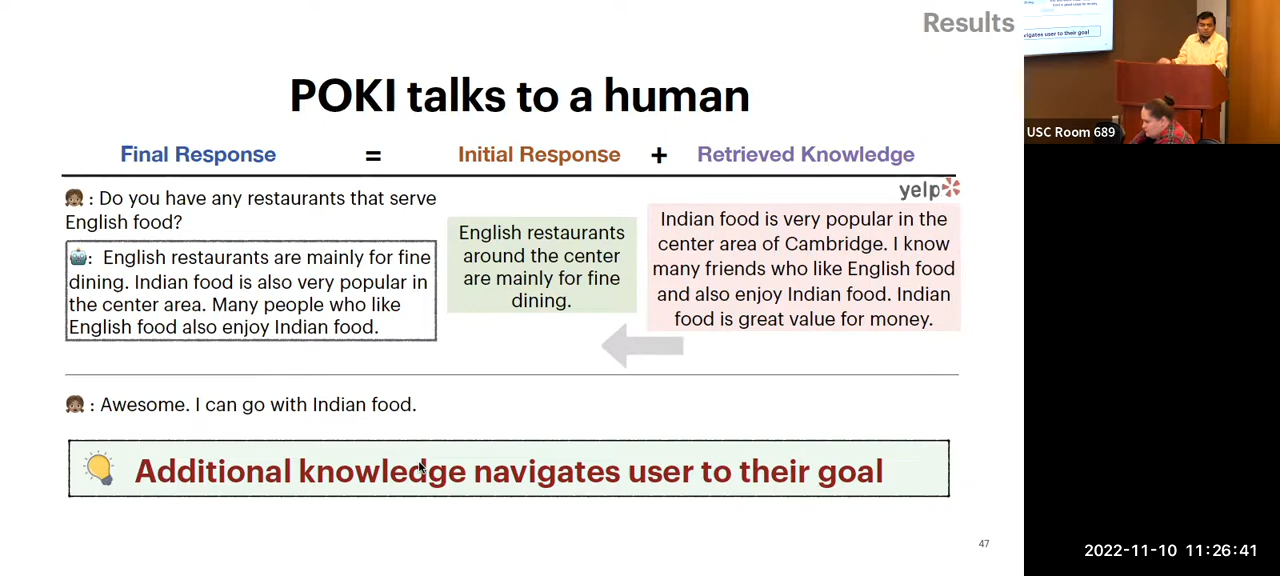 Results
POKI talks to a human
Final Response = Initial Response + Retrieved Knowledge
yelp
: Do you have any restaurants that serve
English food?
: English restaurants are mainly for fine
dining. Indian food is also very popular in
the center area. Many people who like
English food also enjoy Indian food.
English restaurants
around the center
are mainly for fine
dining.
Indian food is very popular in the
center area of Cambridge. I know
many friends who like English food
and also enjoy Indian food. Indian
food is great value for money.
: Awesome. I can go with Indian food.
Additional knowledge navigates user to their goal
47
vigates user to their goal
USC Room 689
2022-11-10 11:26:41